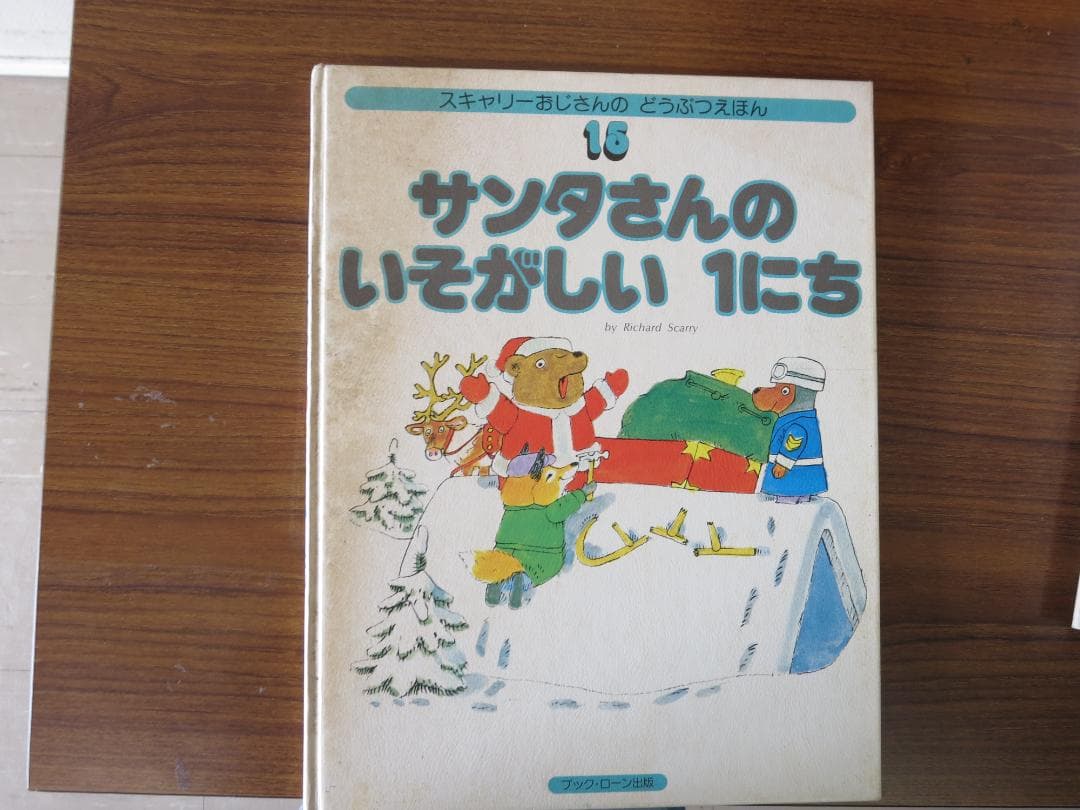 スキャリーおじさんの どうぶつえほん
15
サンタさんの
いそがしい 1にち
by Richard Scarry
ブック・ローン出版